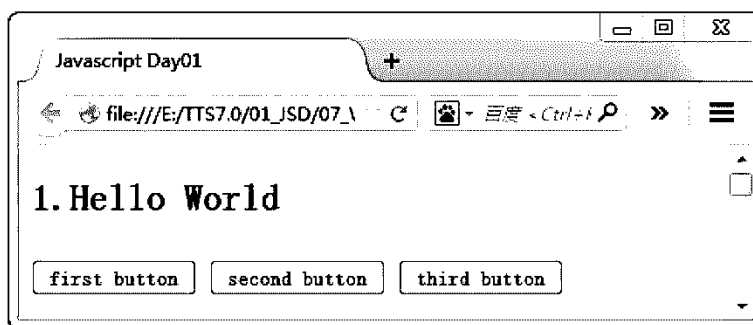 Javascript Day01
file:///E:/TTS7.0/01_JSD/07_ 百度 <Ctrl+
1.Hello World
first button second button third button